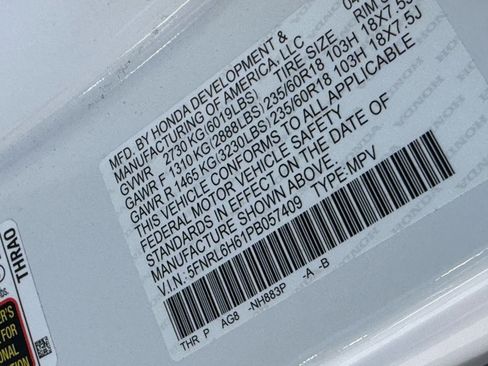 MFD. BY HONDA DEVELOPMENT &
MANUFACTURING OF AMERICA, LLC
GVWR 2730 KG(6019LBS) TIRE SIZE RIM
GAWR F 1310 KG(2888LBS)235/60R18 103H 18X7.5J
GAWR R 1465 KG(3230LBS)235/60R18 103H 18X7.5J
THIS VEHICLE CONFORMS TO ALL APPLICABLE
FEDERAL MOTOR VEHICLE SAFETY
STANDARDS IN EFFECT ON THE DATE OF
MANUFACTURE SHOWN ABOVE.
V.I.N: 5FNRL6H61PB057409 TYPE: MPV
THR P AG8 -NH883P -A -B
THRA0
HONDA